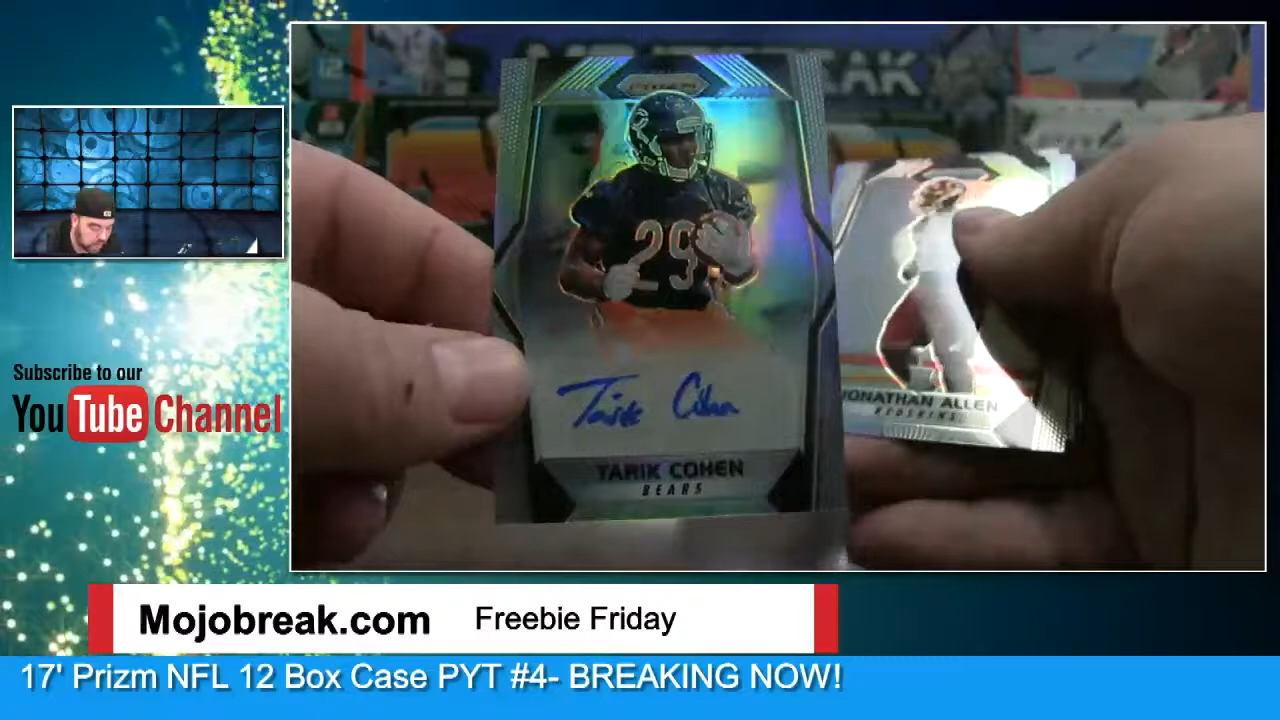 Subscribe to our
YouTube Channel
BREAK
PRIZM
29
Tarik Cohen
TARIK COHEN
BEARS
JONATHAN ALLEN
REDSKINS
Mojobreak.com Freebie Friday
17' Prizm NFL 12 Box Case PYT #4- BREAKING NOW!